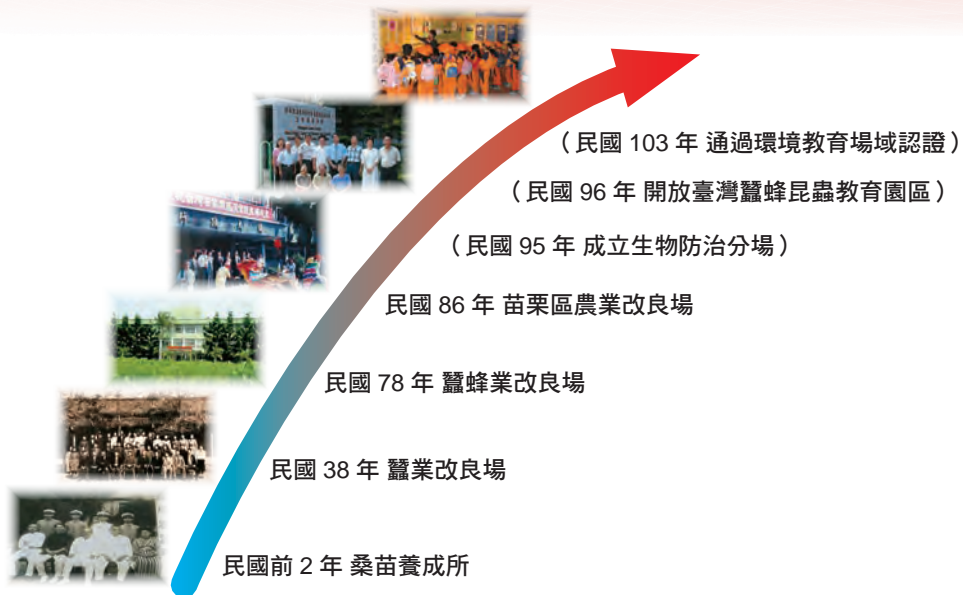 （民國 103 年 通過環境教育場域認證）
（民國 96 年 開放臺灣蠶蜂昆蟲教育園區）
（民國 95 年 成立生物防治分場）
民國 86 年 苗栗區農業改良場
民國 78 年 蠶蜂業改良場
民國 38 年 蠶業改良場
民國前 2 年 桑苗養成所